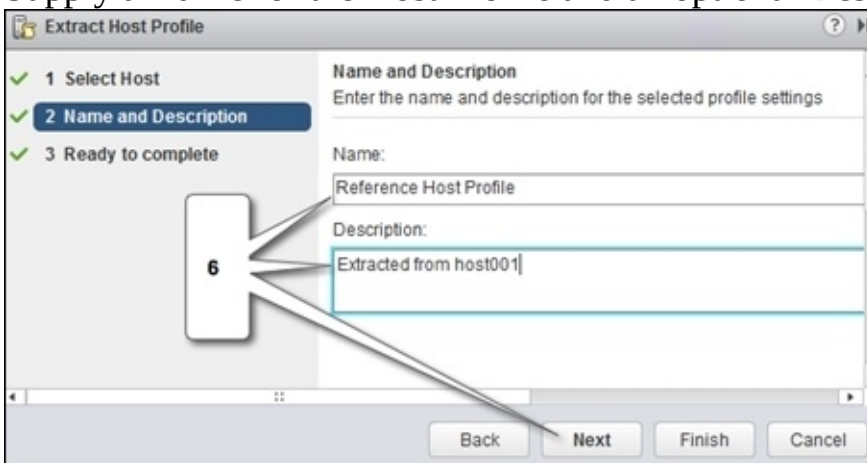 Extract Host Profile
1 Select Host
2 Name and Description
3 Ready to complete
Name and Description
Enter the name and description for the selected profile settings
Name:
Reference Host Profile
Description:
Extracted from host001
6
Back Next Finish Cancel